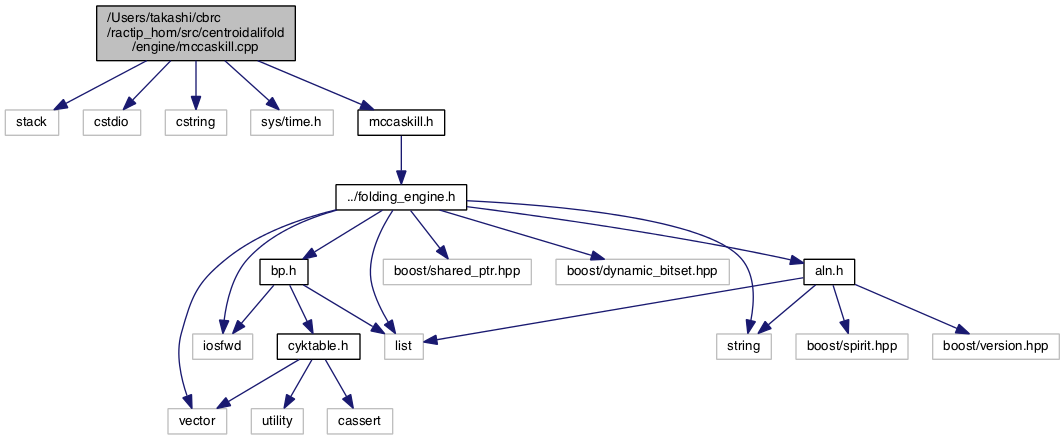 /Users/takashi/cbrc
/ractip_hom/src/centroidalifold
/engine/mccaskill.cpp
stack
cstdio
cstring
sys/time.h
mccaskill.h
../folding_engine.h
bp.h
boost/shared_ptr.hpp
boost/dynamic_bitset.hpp
aln.h
iosfwd
cyktable.h
list
string
boost/spirit.hpp
boost/version.hpp
vector
utility
cassert